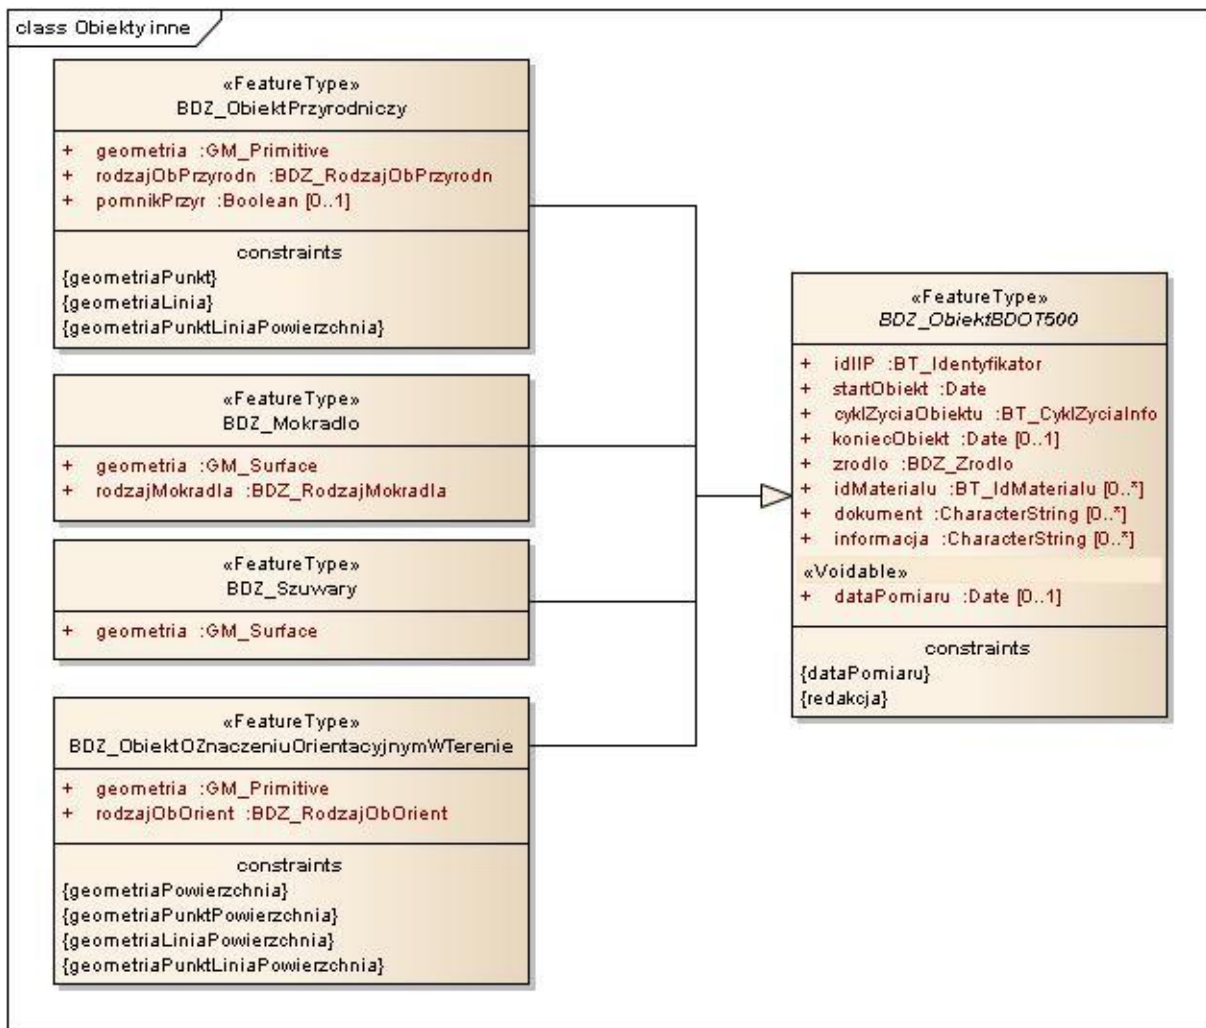 class Obiekty inne
«FeatureType»
BDZ_ObiektPrzyrodniczy
+ geometria :GM_Primitive
+ rodzajObPrzyrodn :BDZ_RodzajObPrzyrodn
+ pomnikPrzyr :Boolean [0..1]
constraints
{geometriaPunkt}
{geometriaLinia}
{geometriaPunktLiniaPowierzchnia}
«FeatureType»
BDZ_Mokradlo
+ geometria :GM_Surface
+ rodzajMokradla :BDZ_RodzajMokradla
«FeatureType»
BDZ_Szuwary
+ geometria :GM_Surface
«FeatureType»
BDZ_ObiektOZnaczeniuOrientacyjnymWTerenie
+ geometria :GM_Primitive
+ rodzajObOrient :BDZ_RodzajObOrient
constraints
{geometriaPowierzchnia}
{geometriaPunktPowierzchnia}
{geometriaLiniaPowierzchnia}
{geometriaPunktLiniaPowierzchnia}
«FeatureType»
BDZ_ObiektBDOT500
+ idIIP :BT_Identyfikator
+ startObiekt :Date
+ cyklZyciaObiektu :BT_CyklZyciaInfo
+ koniecObiekt :Date [0..1]
+ zrodlo :BDZ_Zrodlo
+ idMaterialu :BT_IdMaterialu [0..*]
+ dokument :CharacterString [0..*]
+ informacja :CharacterString [0..*]
«Voidable»
+ dataPomiaru :Date [0..1]
constraints
{dataPomiaru}
{redakcja}